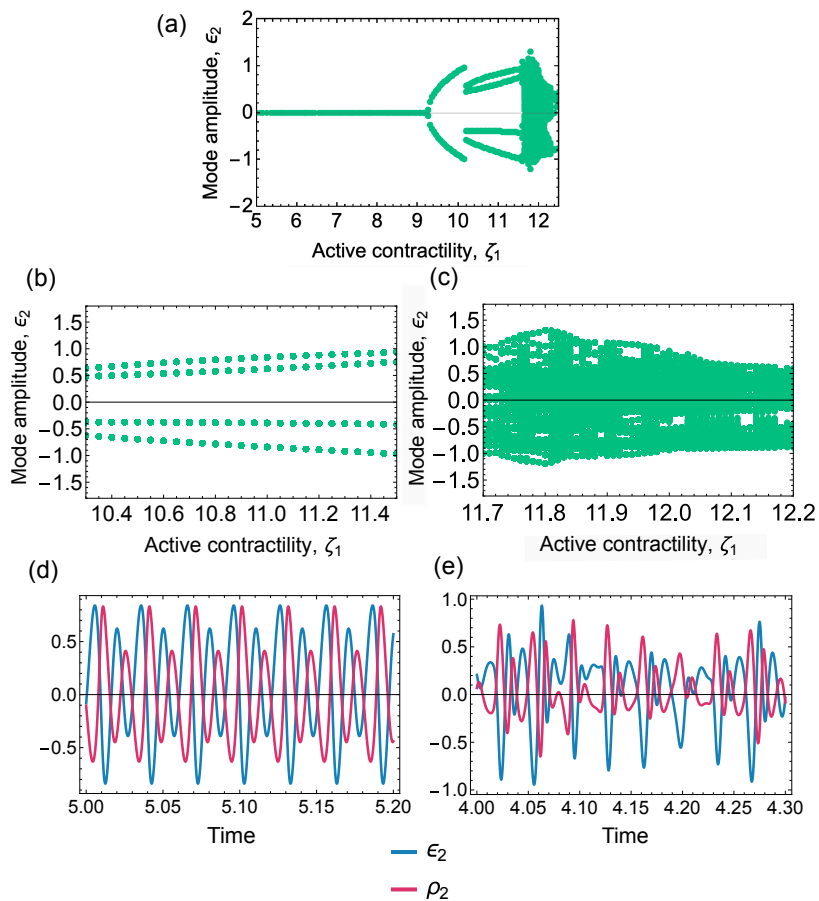 (a)
Mode amplitude, ϵ2
2
1
0
−1
−2
5 6 7 8 9 10 11 12
Active contractility, ζ1
(b)
Mode amplitude, ϵ2
1.5
1.0
0.5
0.0
−0.5
−1.0
−1.5
10.4 10.6 10.8 11.0 11.2 11.4
Active contractility, ζ1
(c)
Mode amplitude, ϵ2
1.5
1.0
0.5
0.0
−0.5
−1.0
−1.5
11.7 11.8 11.9 12.0 12.1 12.2
Active contractility, ζ1
(d)
0.5
0.0
−0.5
5.00 5.05 5.10 5.15 5.20
Time
(e)
1.0
0.5
0.0
−0.5
−1.0
4.00 4.05 4.10 4.15 4.20 4.25 4.30
Time
ϵ2
ρ2